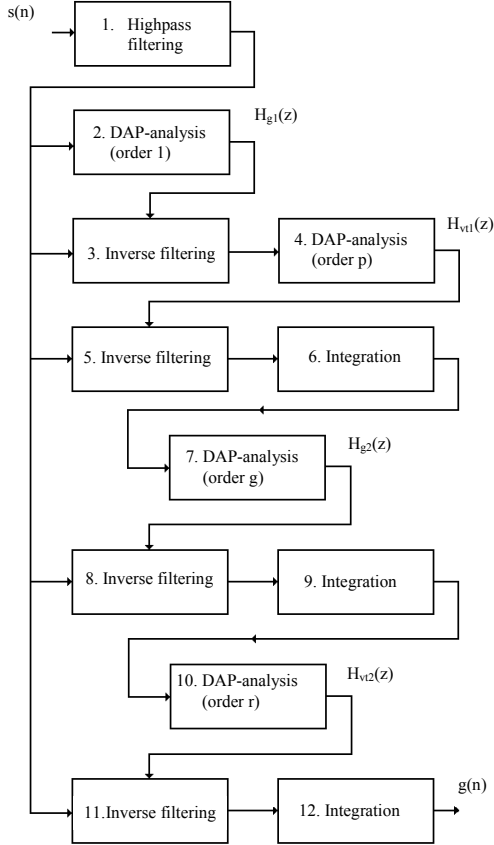 s(n)
1. Highpass
filtering
2. DAP-analysis
(order 1)
Hg1(z)
3. Inverse filtering
4. DAP-analysis
(order p)
Hvt1(z)
5. Inverse filtering
6. Integration
7. DAP-analysis
(order g)
Hg2(z)
8. Inverse filtering
9. Integration
10. DAP-analysis
(order r)
Hvt2(z)
11.Inverse filtering
12. Integration
g(n)